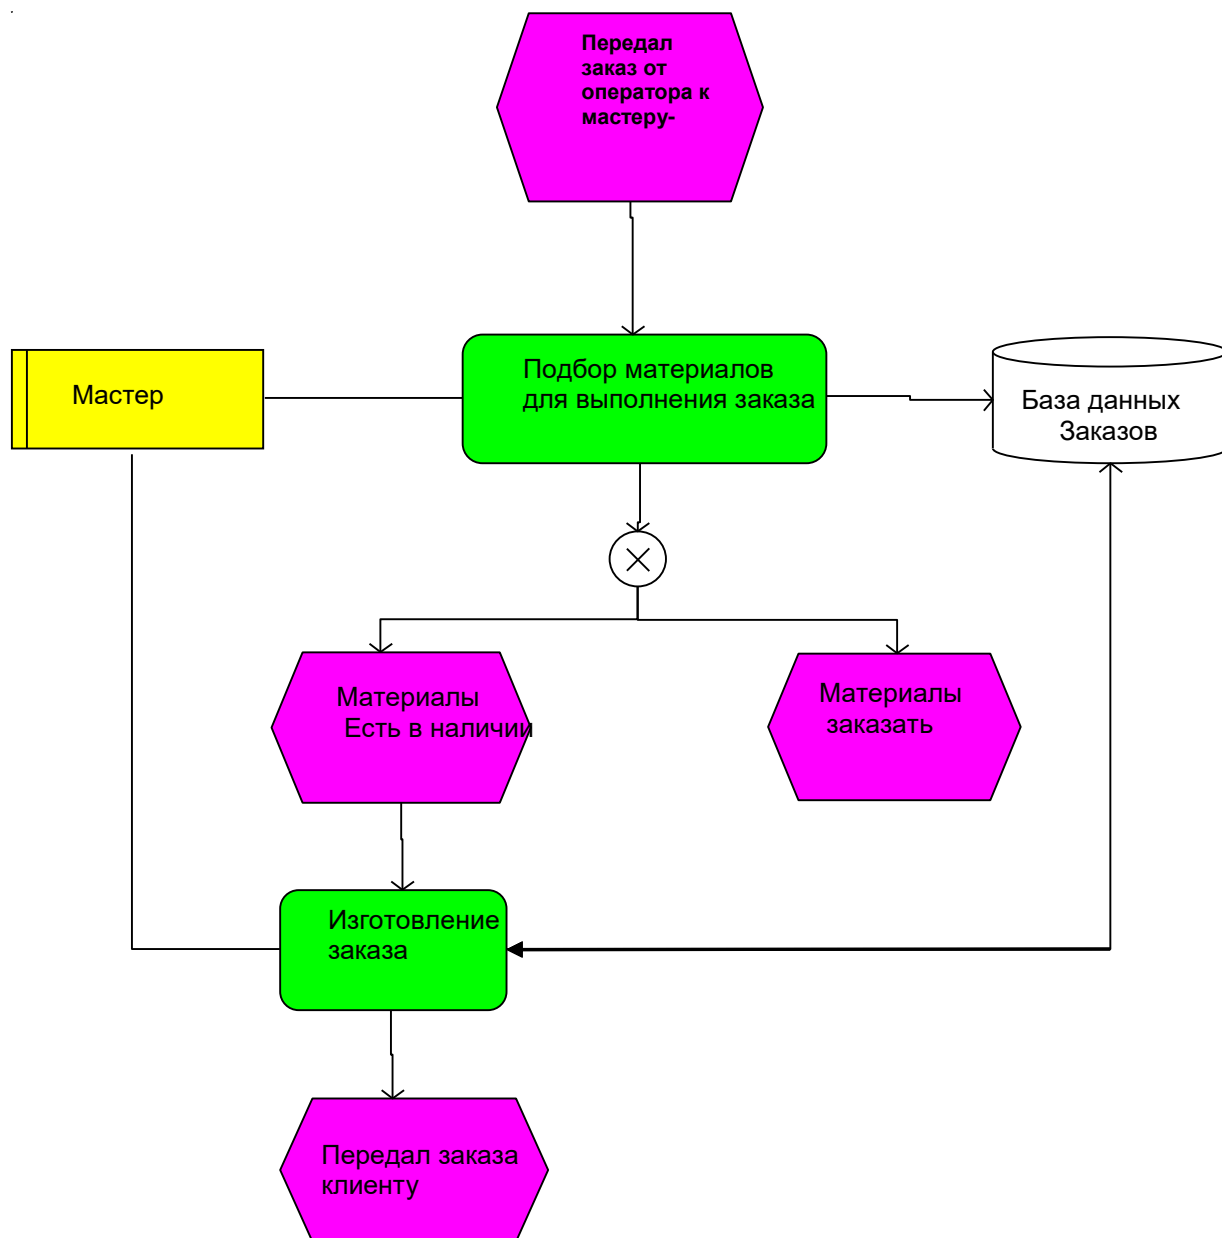 Передал
заказ от
оператора к
мастеру-
Мастер
Подбор материалов
для выполнения заказа
База данных
Заказов
Материалы
Есть в наличии
Материалы
заказать
Изготовление
заказа
Передал заказа
клиенту